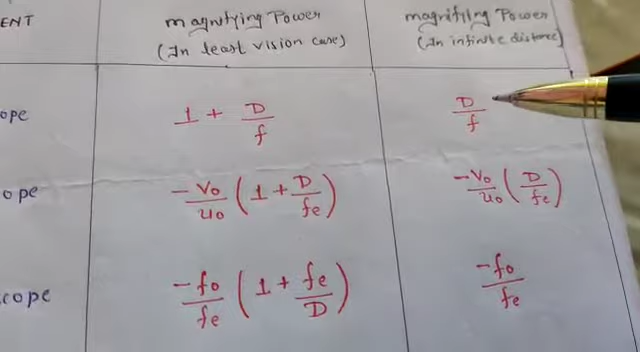 ENT
magnifying Power
(In least vision case)
magnifying Power
(In infinite distance)
ope
1 + D/f
D/f
ope
-v₀/u₀ (1 + D/fe)
-v₀/u₀ (D/fe)
cope
-f₀/fe (1 + fe/D)
-f₀/fe